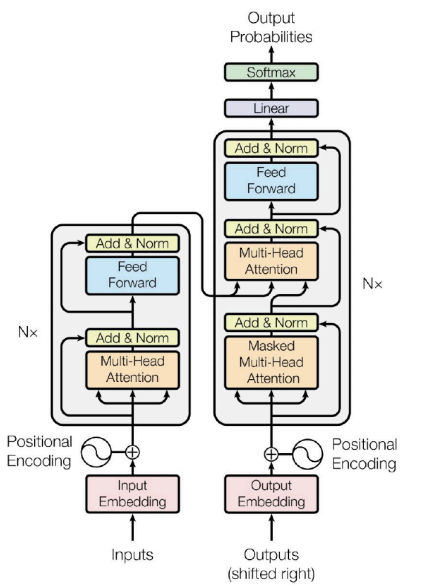 Output
Probabilities
Softmax
Linear
Add & Norm
Feed
Forward
Add & Norm
Multi-Head
Attention
Add & Norm
Masked
Multi-Head
Attention
Nx
Add & Norm
Feed
Forward
Add & Norm
Multi-Head
Attention
Nx
Positional
Encoding
Positional
Encoding
Input
Embedding
Output
Embedding
Inputs
Outputs
(shifted right)